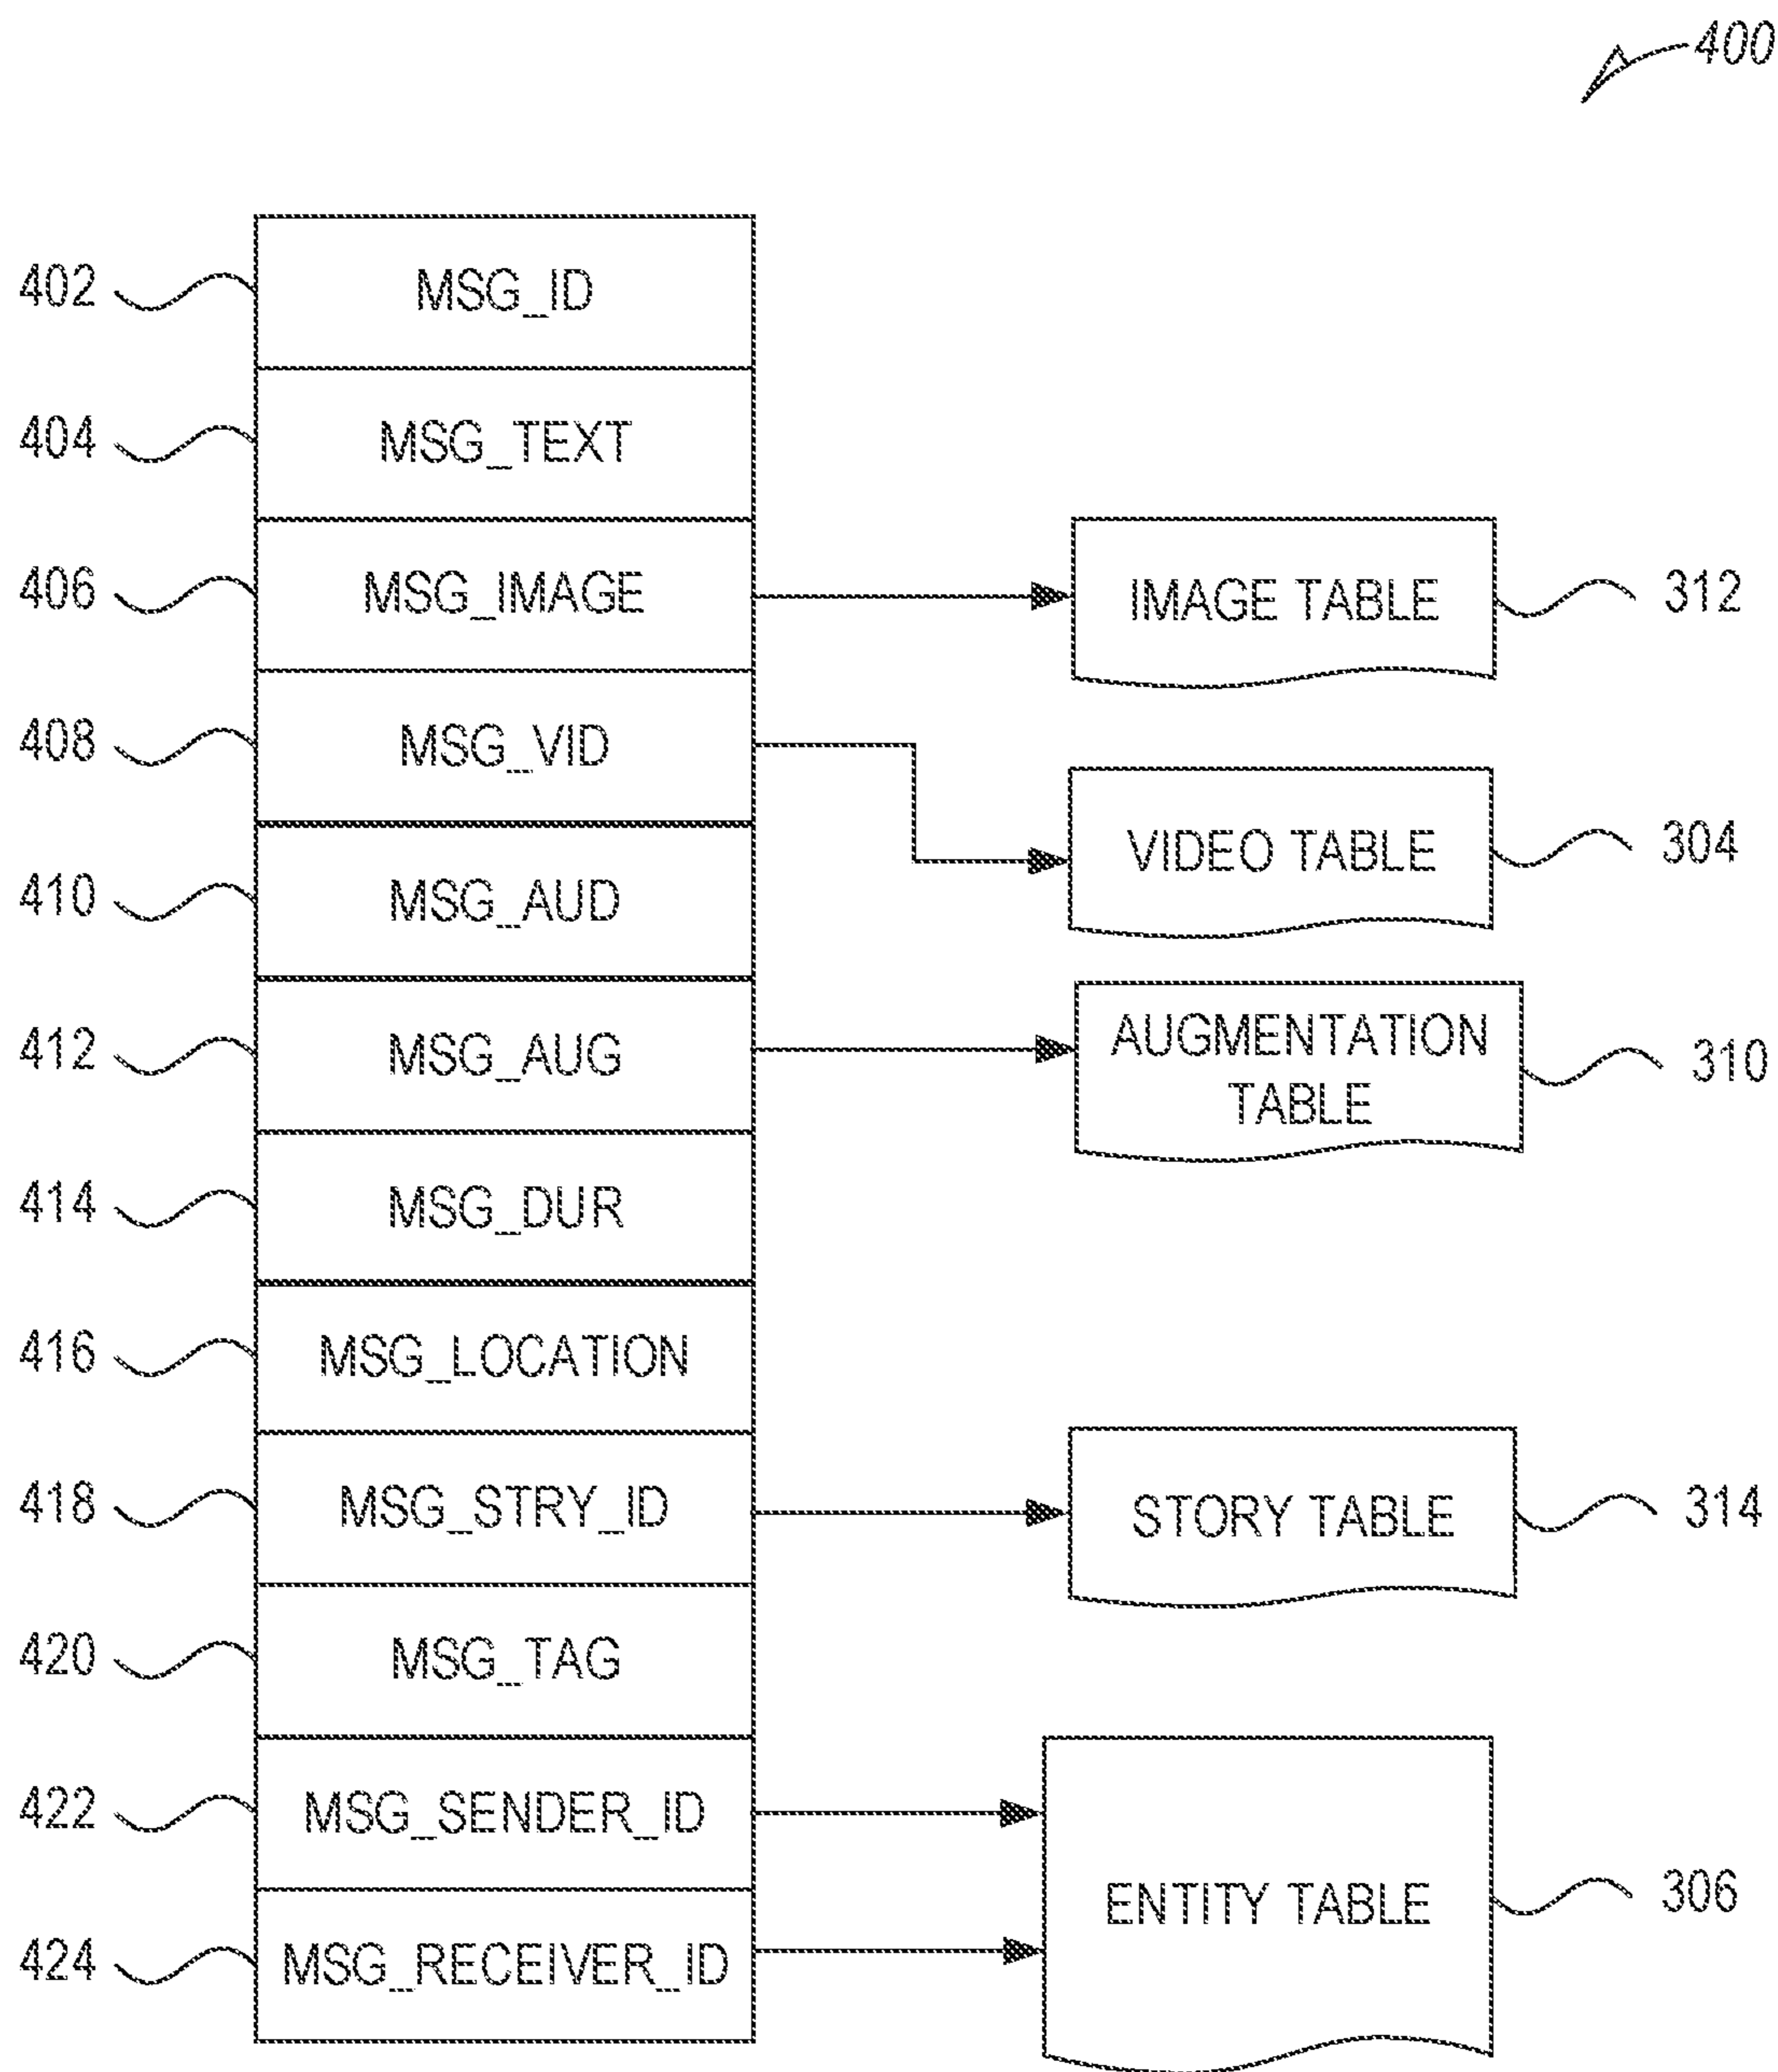 400
402 MSG_ID
404 MSG_TEXT
406 MSG_IMAGE IMAGE TABLE 312
408 MSG_VID
VIDEO TABLE 304
410 MSG_AUD
412 MSG_AUG AUGMENTATION
TABLE 310
414 MSG_DUR
416 MSG_LOCATION
418 MSG_STRY_ID STORY TABLE 314
420 MSG_TAG
422 MSG_SENDER_ID
ENTITY TABLE 306
424 MSG_RECEIVER_ID